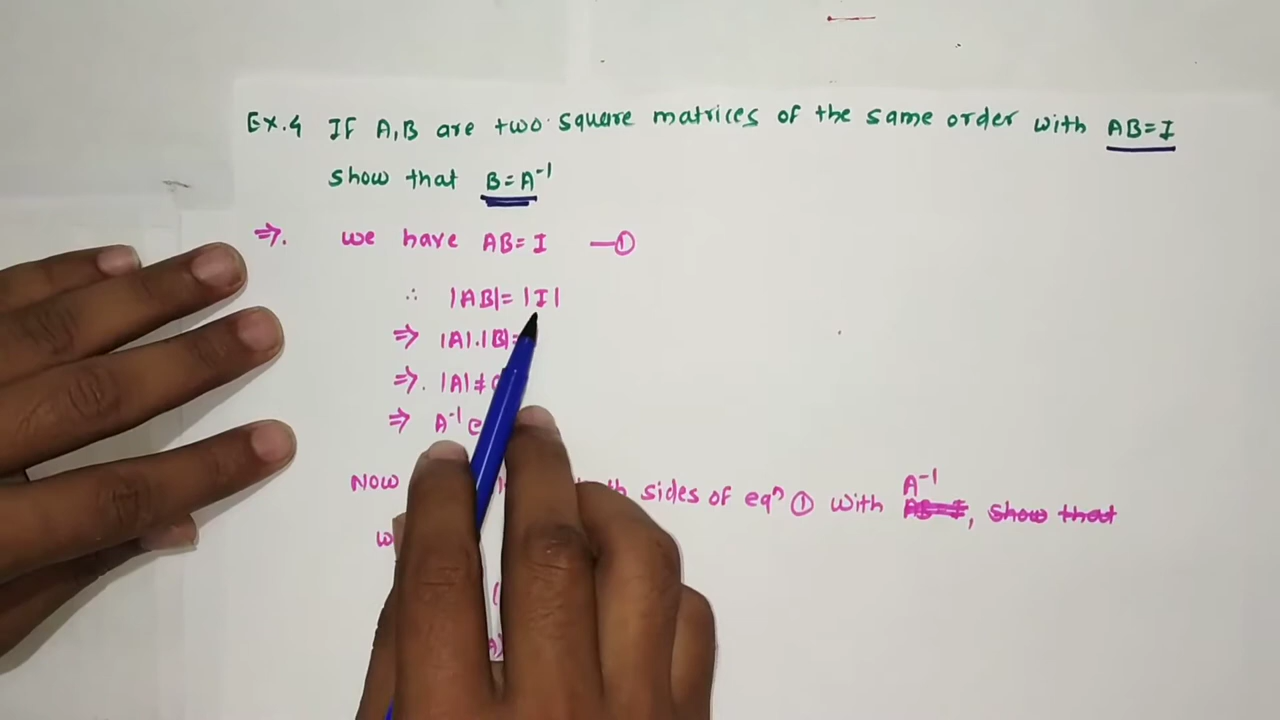 Ex.4 IF A,B are two square matrices of the same order with AB=I
show that B=A⁻¹
⇒. we have AB=I —①
∴ |AB|=|I|
⇒ |A|.|B|=
⇒. |A|≠
⇒ A⁻¹
A⁻¹
Now sides of eqⁿ ① with , show that